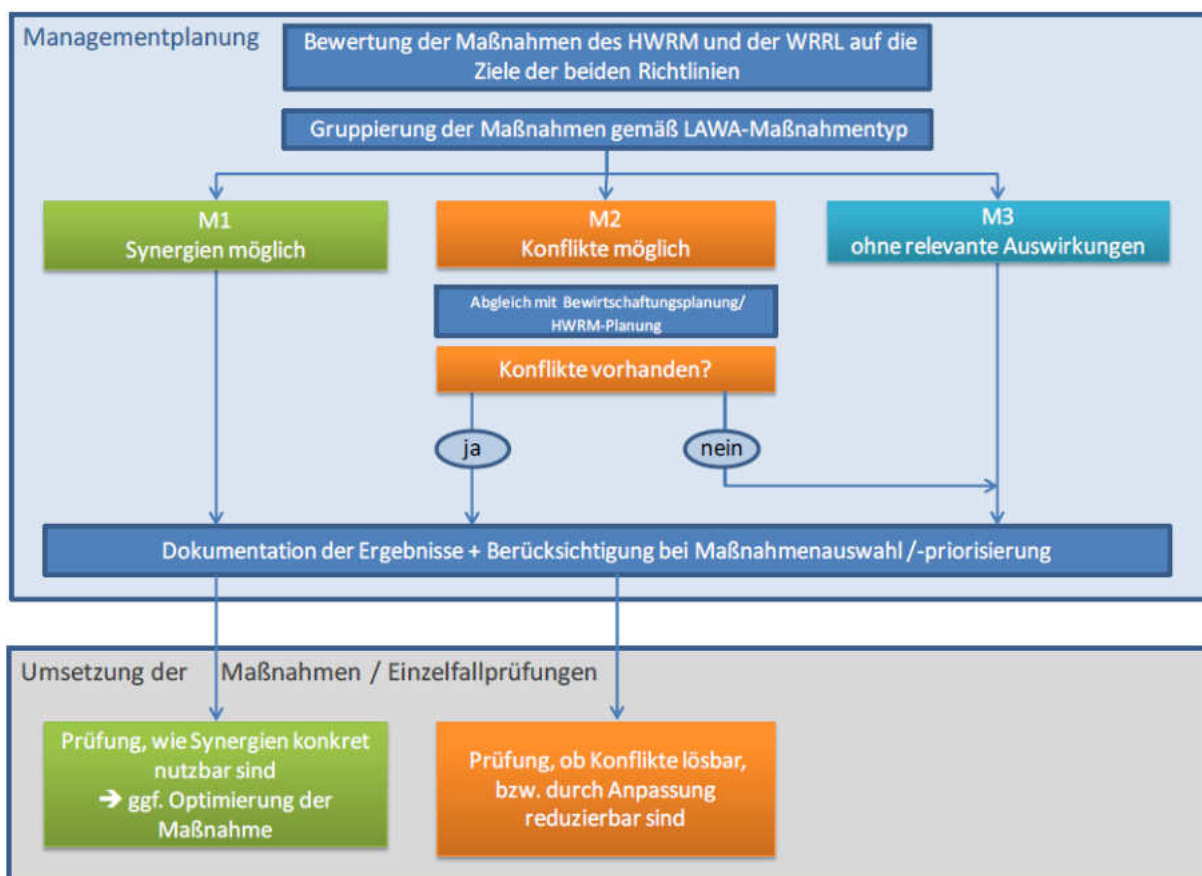 Managementplanung
Bewertung der Maßnahmen des HWRM und der WRRL auf die
Ziele der beiden Richtlinien
Gruppierung der Maßnahmen gemäß LAWA-Maßnahmentyp
M1
Synergien möglich
M2
Konflikte möglich
M3
ohne relevante Auswirkungen
Abgleich mit Bewirtschaftungsplanung/
HWRM-Planung
Konflikte vorhanden?
ja
nein
Dokumentation der Ergebnisse + Berücksichtigung bei Maßnahmenauswahl /-priorisierung
Umsetzung der Maßnahmen / Einzelfallprüfungen
Prüfung, wie Synergien konkret
nutzbar sind
➔ ggf. Optimierung der
Maßnahme
Prüfung, ob Konflikte lösbar,
bzw. durch Anpassung
reduzierbar sind